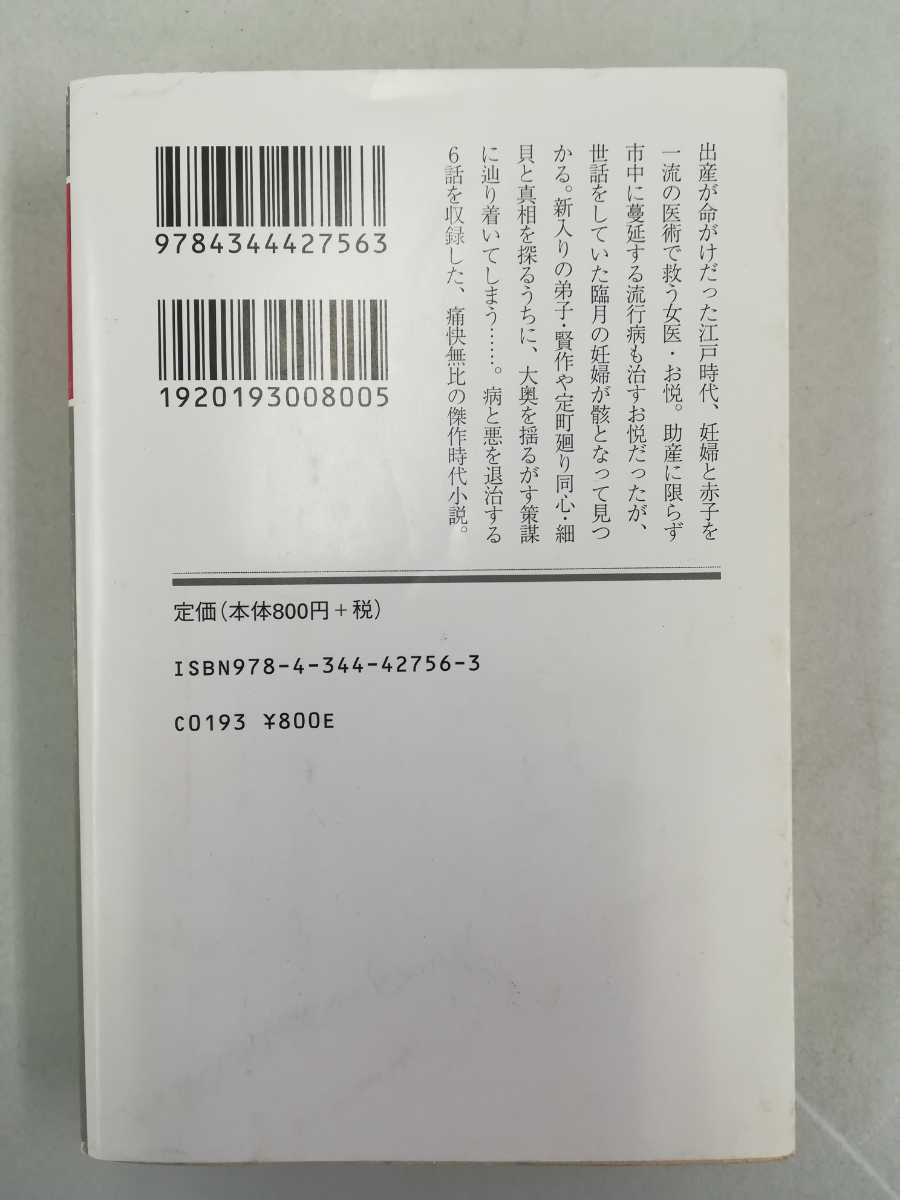 出産が命がけだった江戸時代、妊婦と赤子を
一流の医術で救う女医・お悦。助産に限らず
市中に蔓延する流行病も治すお悦だったが、
世話をしていた臨月の妊婦が骸となって見つ
かる。新入りの弟子・賢作や定町廻り同心・細
貝と真相を探るうちに、大奥を揺るがす策謀
に辿り着いてしまう……。病と悪を退治する
6話を収録した、痛快無比の傑作時代小説。
9784344427563
1920193008005
定価(本体800円+税)
ISBN978-4-344-42756-3
C0193 ¥800E